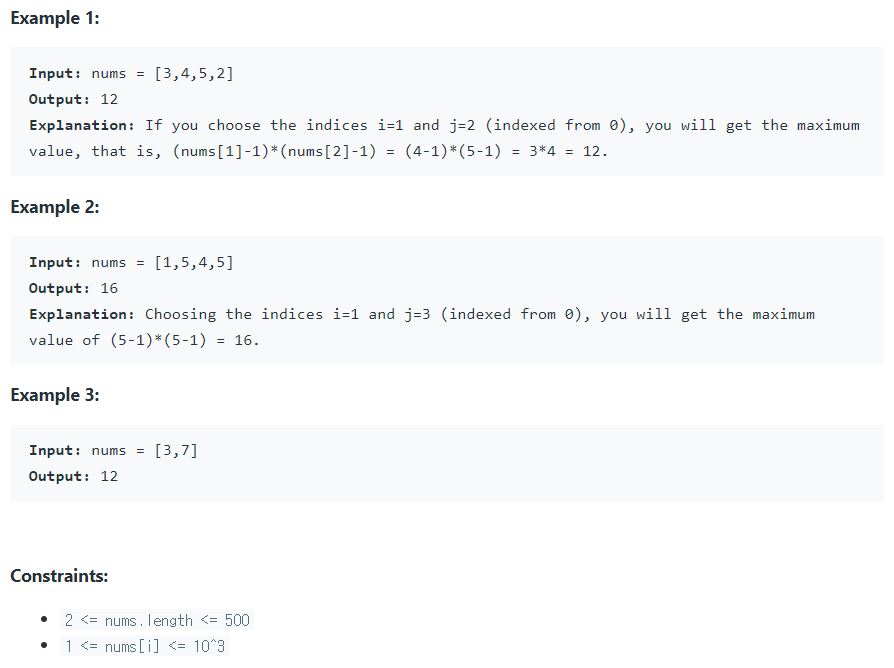 Example 1:
Input: nums = [3,4,5,2]
Output: 12
Explanation: If you choose the indices i=1 and j=2 (indexed from 0), you will get the maximum
value, that is, (nums[1]-1)*(nums[2]-1) = (4-1)*(5-1) = 3*4 = 12.
Example 2:
Input: nums = [1,5,4,5]
Output: 16
Explanation: Choosing the indices i=1 and j=3 (indexed from 0), you will get the maximum
value of (5-1)*(5-1) = 16.
Example 3:
Input: nums = [3,7]
Output: 12
Constraints:
• 2 <= nums.length <= 500
• 1 <= nums[i] <= 10^3